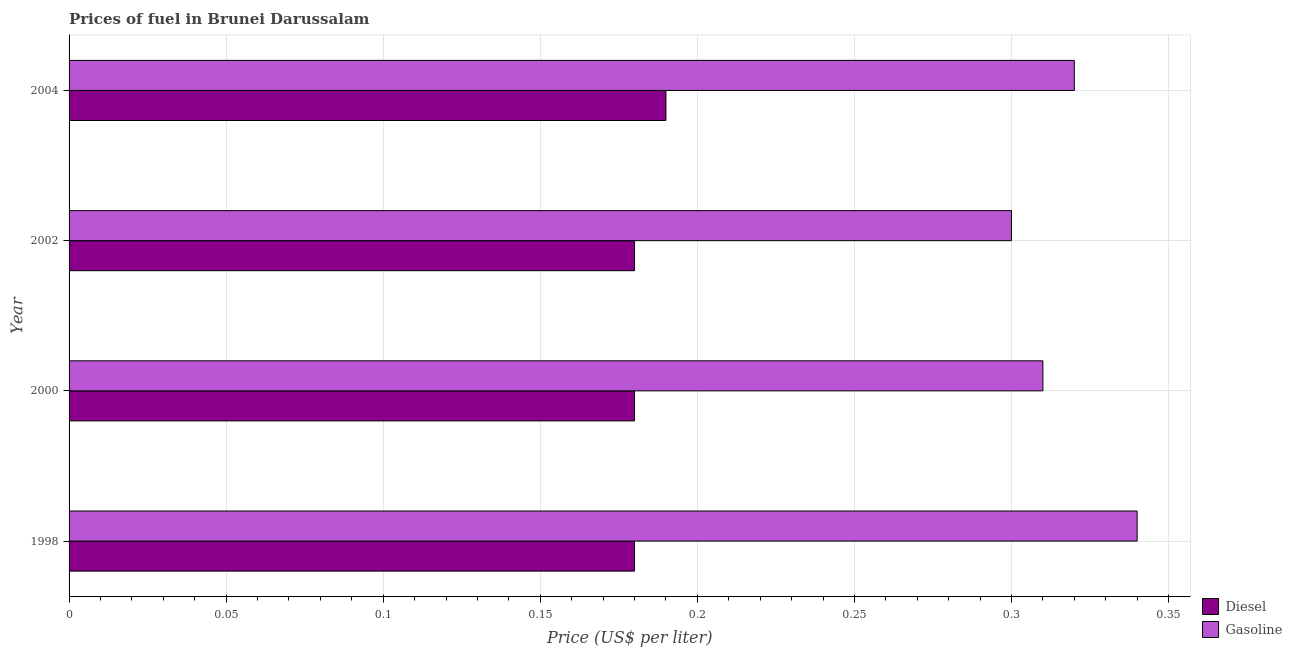 Prices of fuel in Brunei Darussalam
Year
2004
2002
2000
1998
0
0.05
0.1
0.15
0.2
0.25
0.3
0.35
Price (US$ per liter)
Diesel
Gasoline